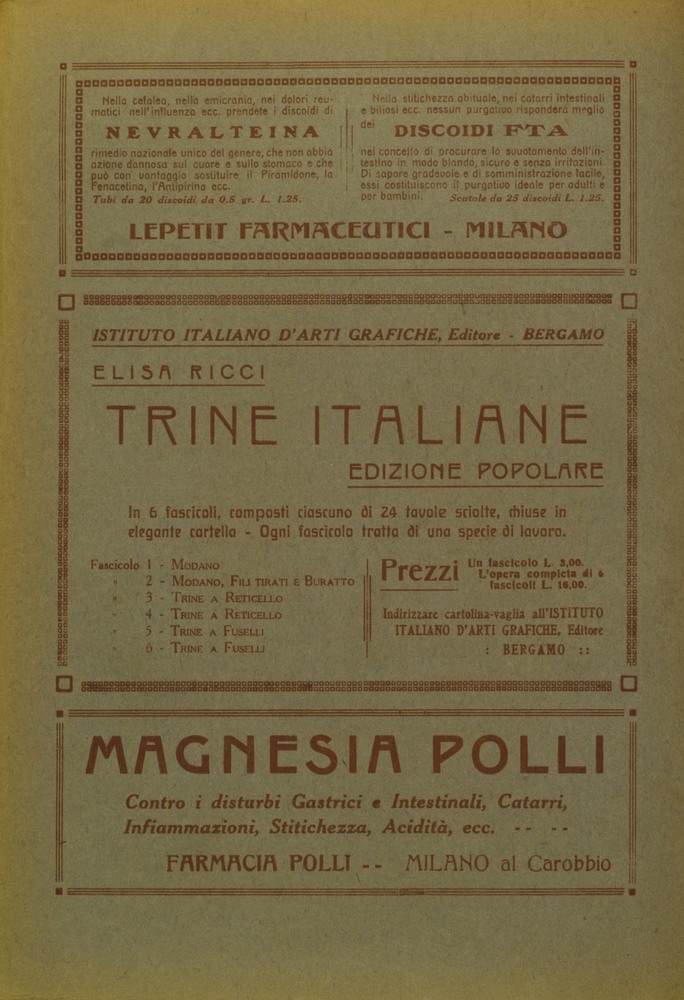 Nella cefalea, nella emicrania, nei dolori reu-
matici nell'influenza ecc. prendete i discoidi di
NEVRALTEINA
rimedio nazionale unico del genere, che non abbia
azione dannosa sul cuore e sullo stomaco e che
può con vantaggio sostituire il Piramidone, la
Fenacetina, l'Antipirina ecc.
Tubi da 20 discoidi da 0.5 gr. L. 1.25.
Nella stitichezza abituale, nei catarri intestinali
e biliosi ecc. nessun purgativo risponderà meglio
dei DISCOIDI FTA
nel concetto di procurare lo svuotamento dell'in-
testino in modo blando, sicuro e senza irritazioni.
Di sapore gradevole e di somministrazione facile,
essi costituiscono il purgativo ideale per adulti e
per bambini. Scatole da 25 discoidi L. 1.25.
LEPETIT FARMACEUTICI - MILANO
ISTITUTO ITALIANO D'ARTI GRAFICHE, Editore - BERGAMO
ELISA RICCI
TRINE ITALIANE
EDIZIONE POPOLARE
In 6 fascicoli, composti ciascuno di 24 tavole sciolte, chiuse in
elegante cartella - Ogni fascicolo tratta di una specie di lavoro.
Fascicolo 1 - MODANO
" 2 - MODANO, FILI TIRATI E BURATTO
" 3 - TRINE A RETICELLO
" 4 - TRINE A RETICELLO
" 5 - TRINE A FUSELLI
" 6 - TRINE A FUSELLI
Prezzi Un fascicolo L. 3,00.
L'opera completa di 6
fascicoli L. 16,00.
Indirizzare cartolina-vaglia all'ISTITUTO
ITALIANO D'ARTI GRAFICHE, Editore
: BERGAMO ::
MAGNESIA POLLI
Contro i disturbi Gastrici e Intestinali, Catarri,
Infiammazioni, Stitichezza, Acidità, ecc. -- --
FARMACIA POLLI -- MILANO al Carobbio